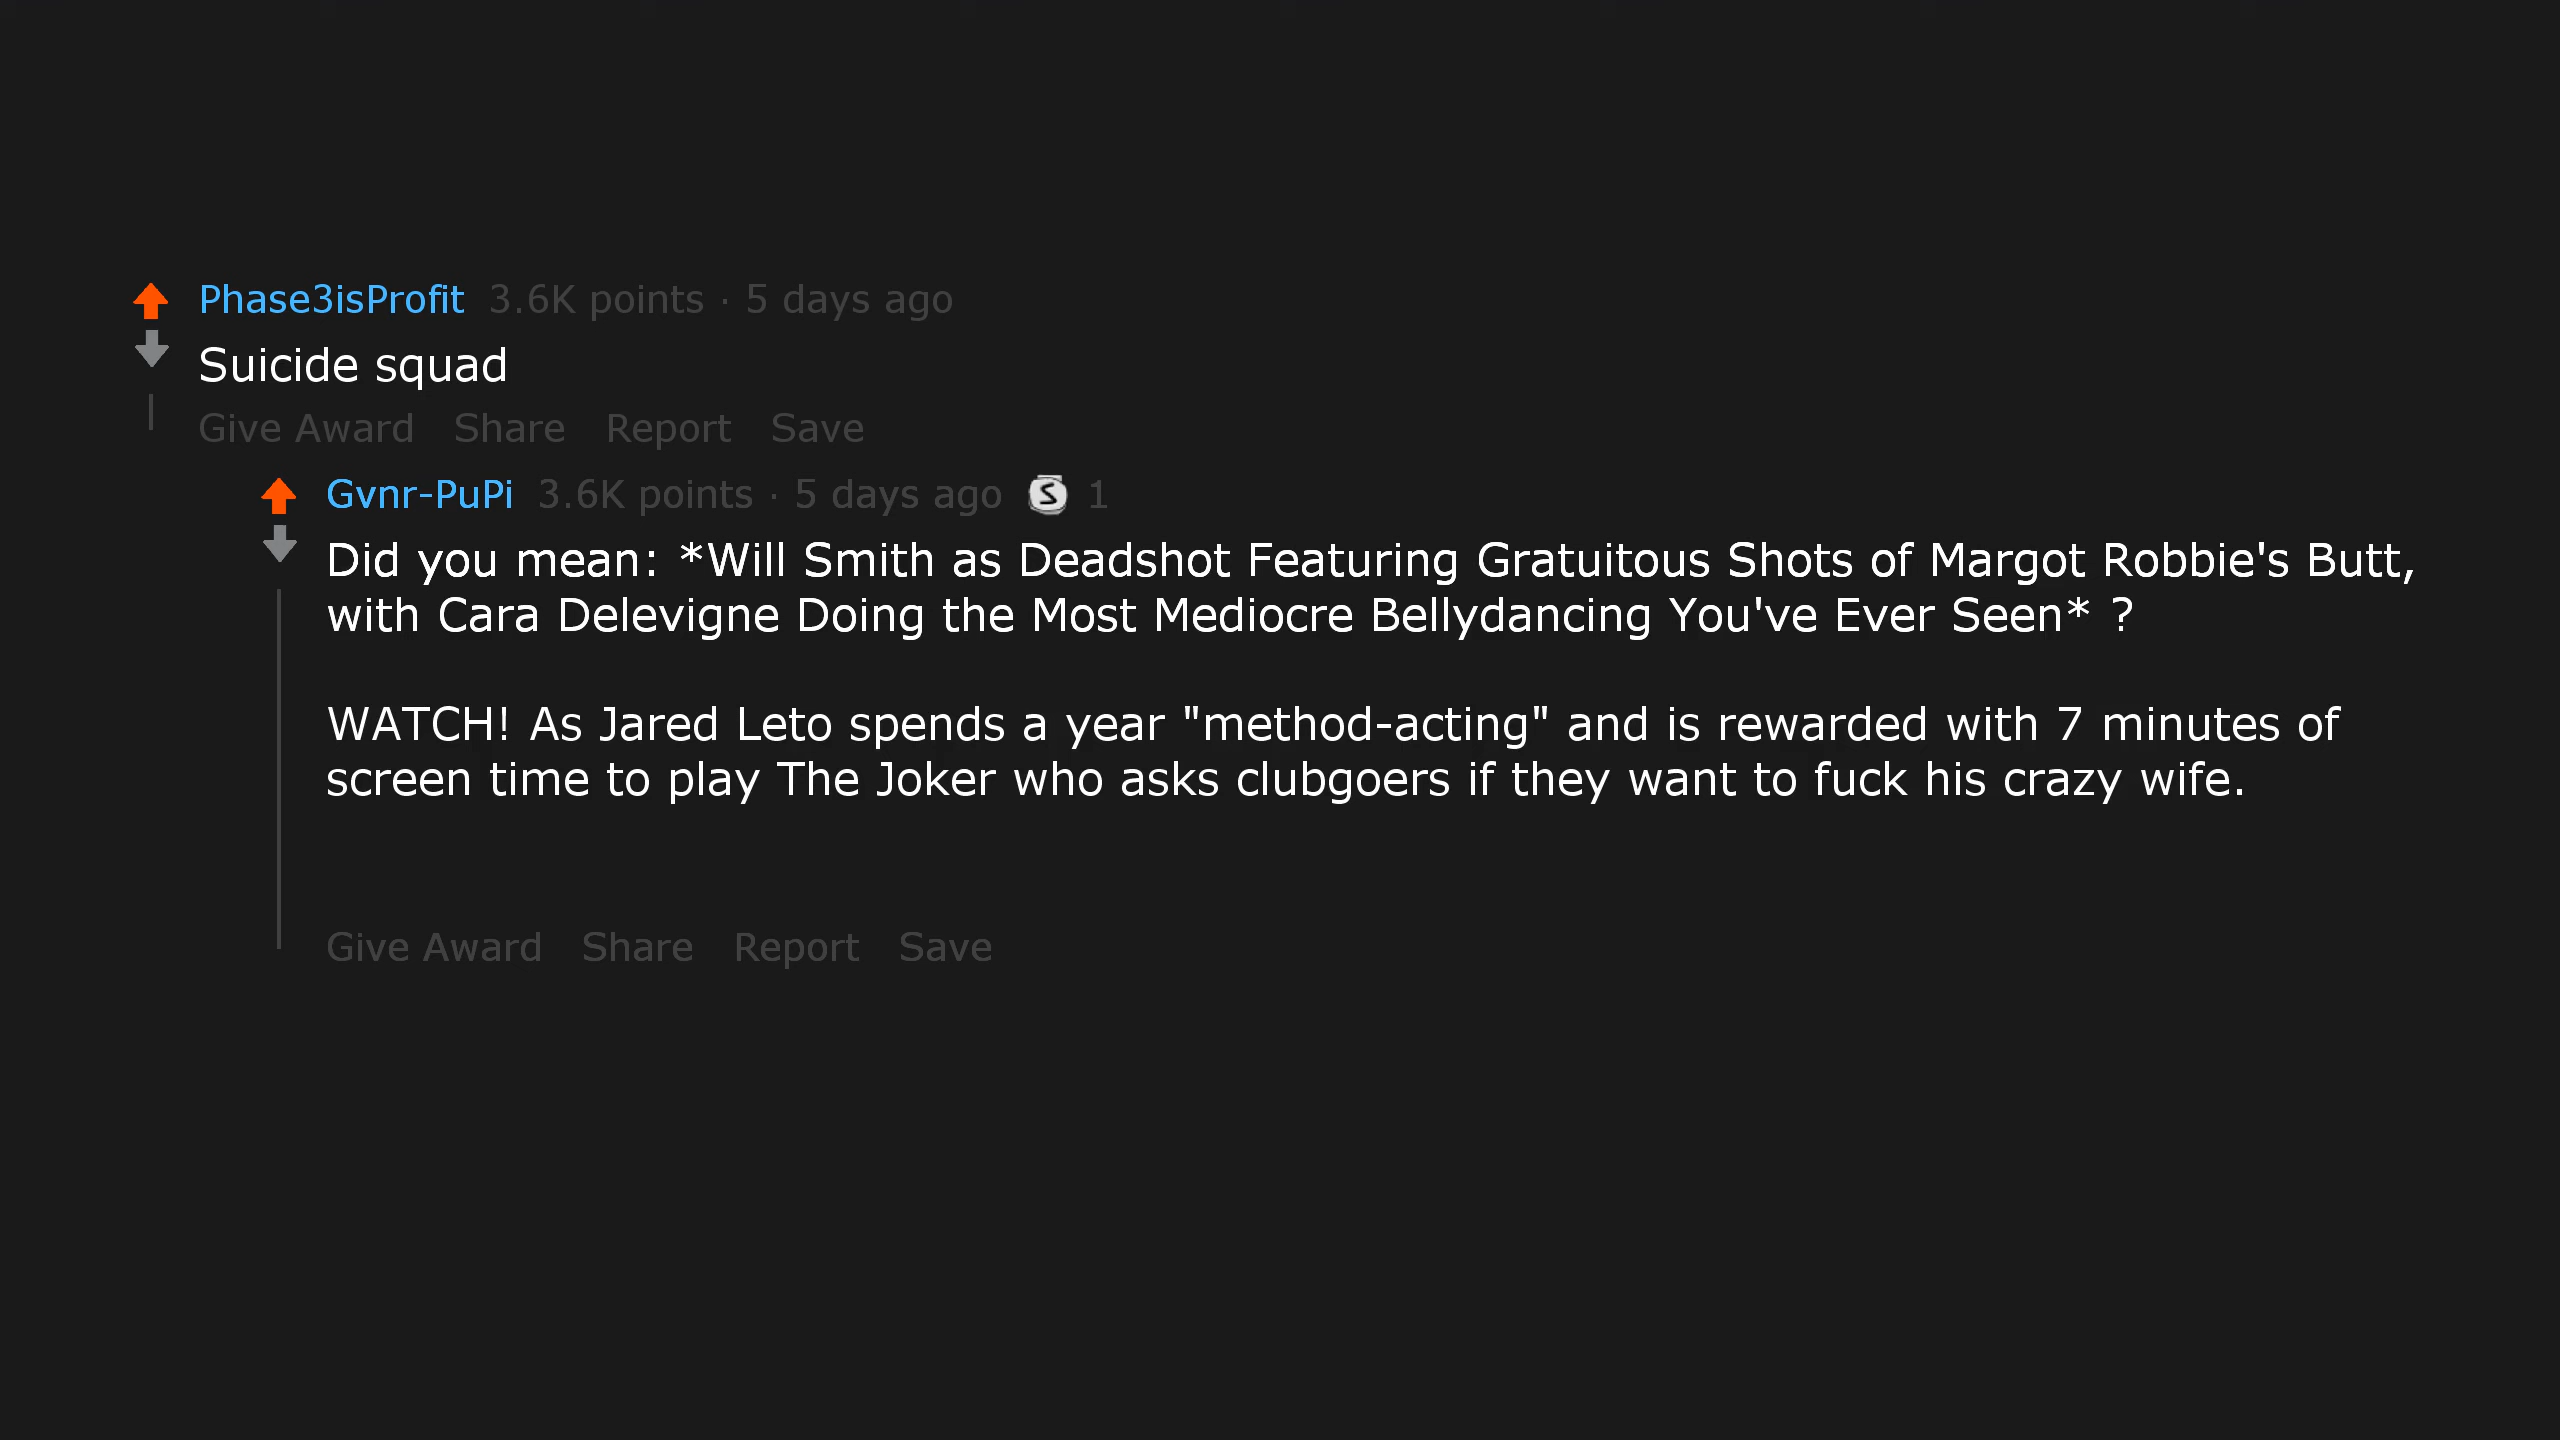 Phase3isProfit 3.6K points · 5 days ago
Suicide squad
Give Award Share Report Save
Gvnr-PuPi 3.6K points · 5 days ago S 1
Did you mean: *Will Smith as Deadshot Featuring Gratuitous Shots of Margot Robbie's Butt,
with Cara Delevigne Doing the Most Mediocre Bellydancing You've Ever Seen* ?
WATCH! As Jared Leto spends a year "method-acting" and is rewarded with 7 minutes of
screen time to play The Joker who asks clubgoers if they want to fuck his crazy wife.
Give Award Share Report Save